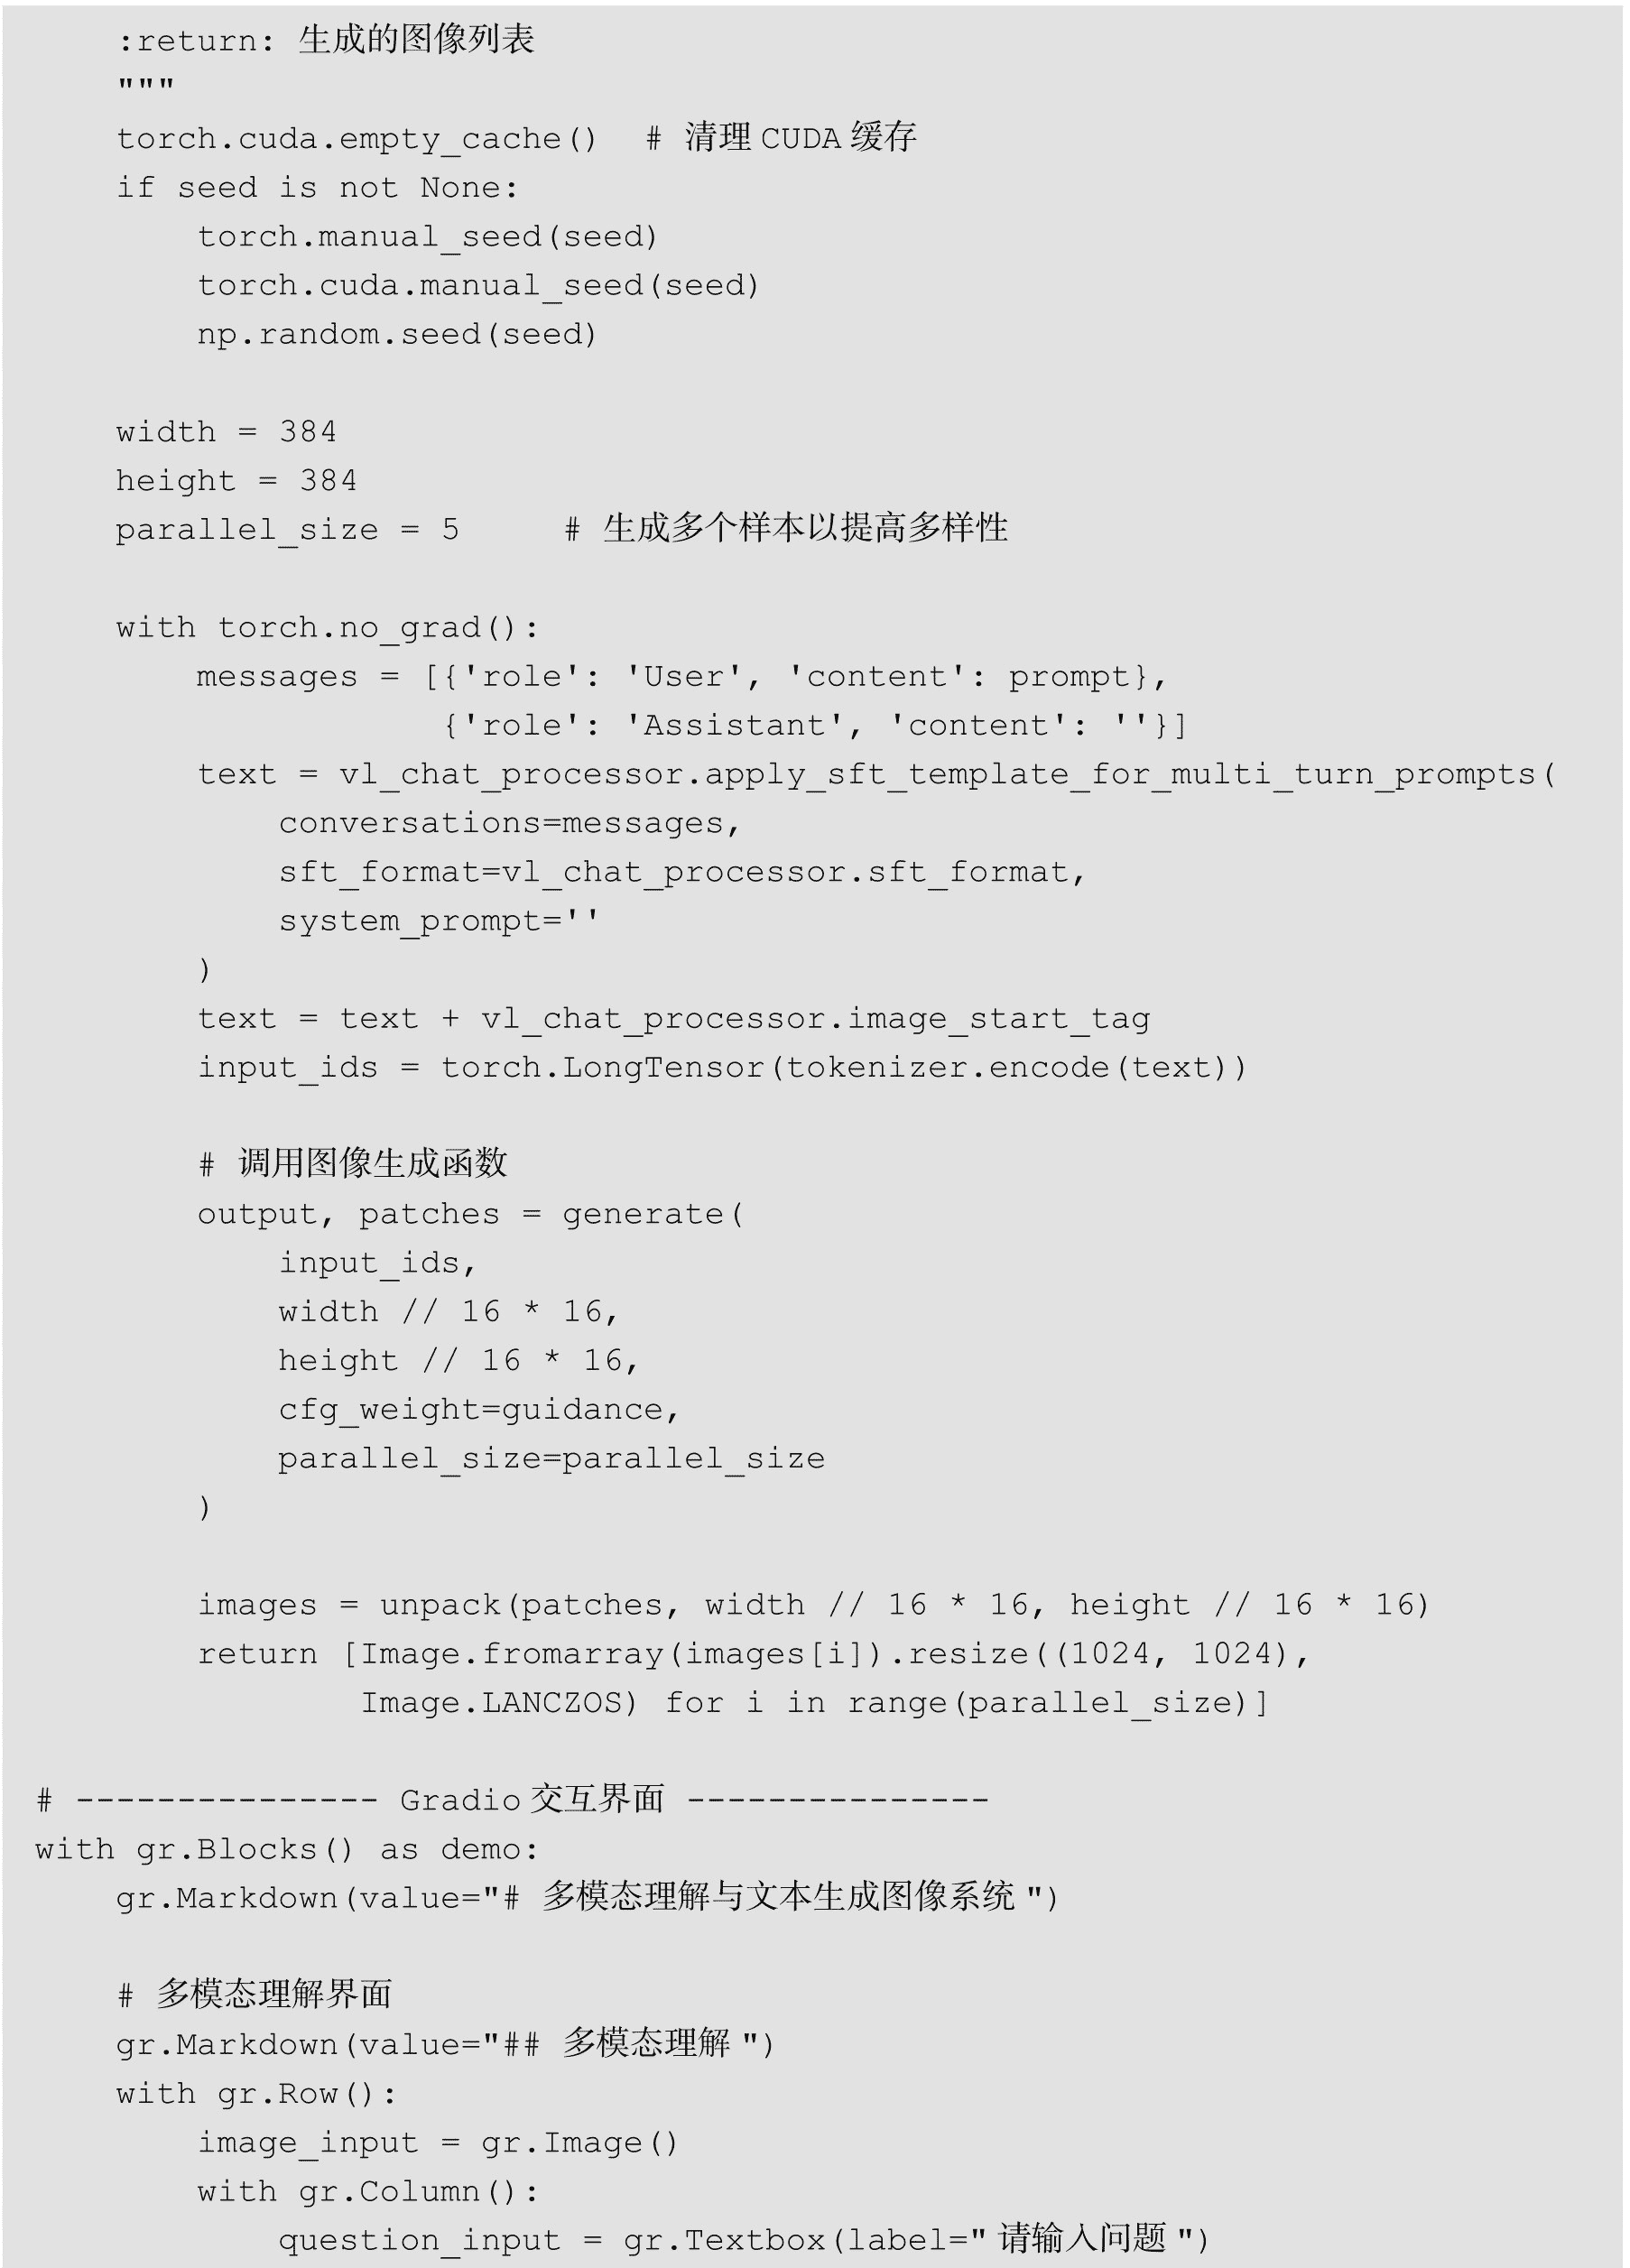 :return: 生成的图像列表
    """
    torch.cuda.empty_cache()  # 清理 CUDA 缓存
    if seed is not None:
        torch.manual_seed(seed)
        torch.cuda.manual_seed(seed)
        np.random.seed(seed)

    width = 384
    height = 384
    parallel_size = 5     # 生成多个样本以提高多样性

    with torch.no_grad():
        messages = [{'role': 'User', 'content': prompt},
                    {'role': 'Assistant', 'content': ''}]
        text = vl_chat_processor.apply_sft_template_for_multi_turn_prompts(
            conversations=messages,
            sft_format=vl_chat_processor.sft_format,
            system_prompt=''
        )
        text = text + vl_chat_processor.image_start_tag
        input_ids = torch.LongTensor(tokenizer.encode(text))

        # 调用图像生成函数
        output, patches = generate(
            input_ids,
            width // 16 * 16,
            height // 16 * 16,
            cfg_weight=guidance,
            parallel_size=parallel_size
        )

        images = unpack(patches, width // 16 * 16, height // 16 * 16)
        return [Image.fromarray(images[i]).resize((1024, 1024),
                Image.LANCZOS) for i in range(parallel_size)]

# --------------- Gradio 交互界面 ---------------
with gr.Blocks() as demo:
    gr.Markdown(value="# 多模态理解与文本生成图像系统 ")

    # 多模态理解界面
    gr.Markdown(value="## 多模态理解 ")
    with gr.Row():
        image_input = gr.Image()
        with gr.Column():
            question_input = gr.Textbox(label=" 请输入问题 ")